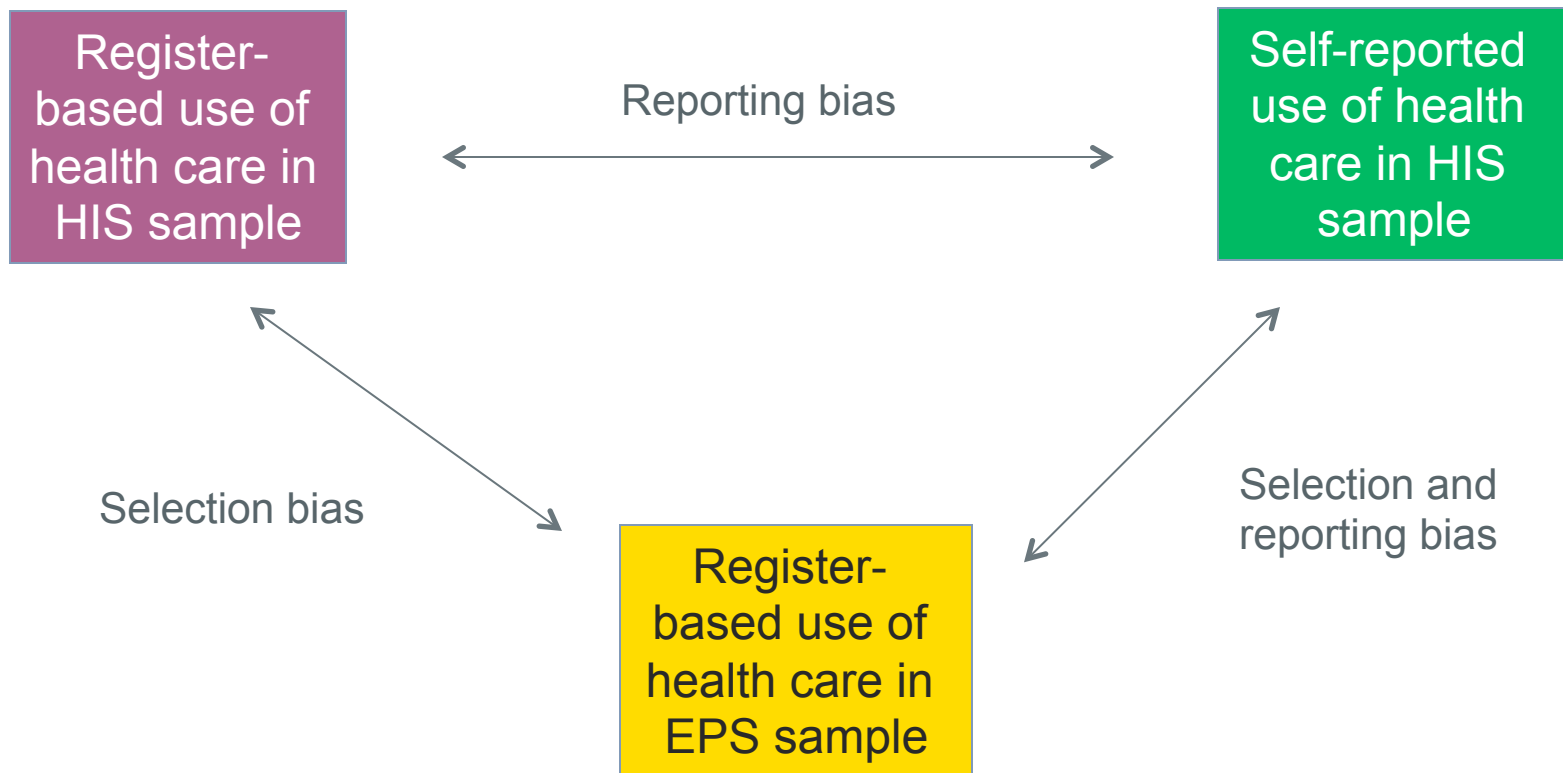 Register-
based use of
health care in
HIS sample
Reporting bias
Self-reported
use of health
care in HIS
sample
Selection bias
Selection and
reporting bias
Register-
based use of
health care in
EPS sample